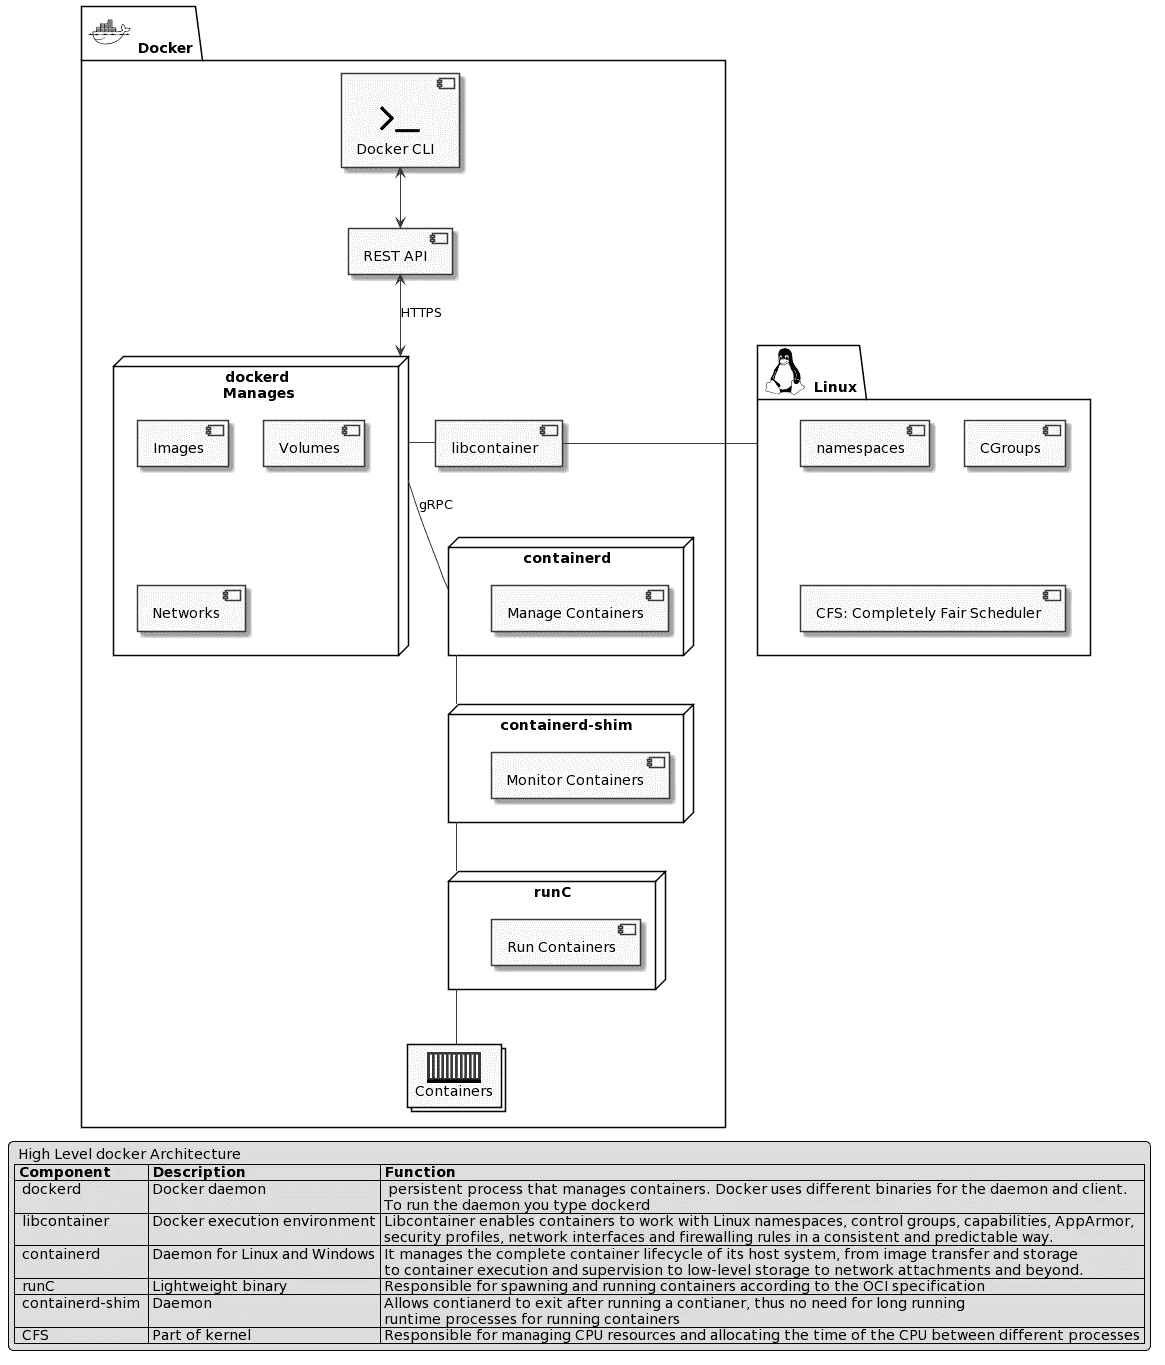 Docker
Docker CLI
REST API
HTTPS
dockerd
Manages
Images
Volumes
Networks
libcontainer
gRPC
Linux
namespaces
CGroups
CFS: Completely Fair Scheduler
containerd
Manage Containers
containerd-shim
Monitor Containers
runC
Run Containers
Containers
High Level docker Architecture
Component Description Function
dockerd Docker daemon persistent process that manages containers. Docker uses different binaries for the daemon and client.
To run the daemon you type dockerd
libcontainer Docker execution environment Libcontainer enables containers to work with Linux namespaces, control groups, capabilities, AppArmor,
security profiles, network interfaces and firewalling rules in a consistent and predictable way.
containerd Daemon for Linux and Windows It manages the complete container lifecycle of its host system, from image transfer and storage
to container execution and supervision to low-level storage to network attachments and beyond.
runC Lightweight binary Responsible for spawning and running containers according to the OCI specification
containerd-shim Daemon Allows contianerd to exit after running a contianer, thus no need for long running
runtime processes for running containers
CFS Part of kernel Responsible for managing CPU resources and allocating the time of the CPU between different processes